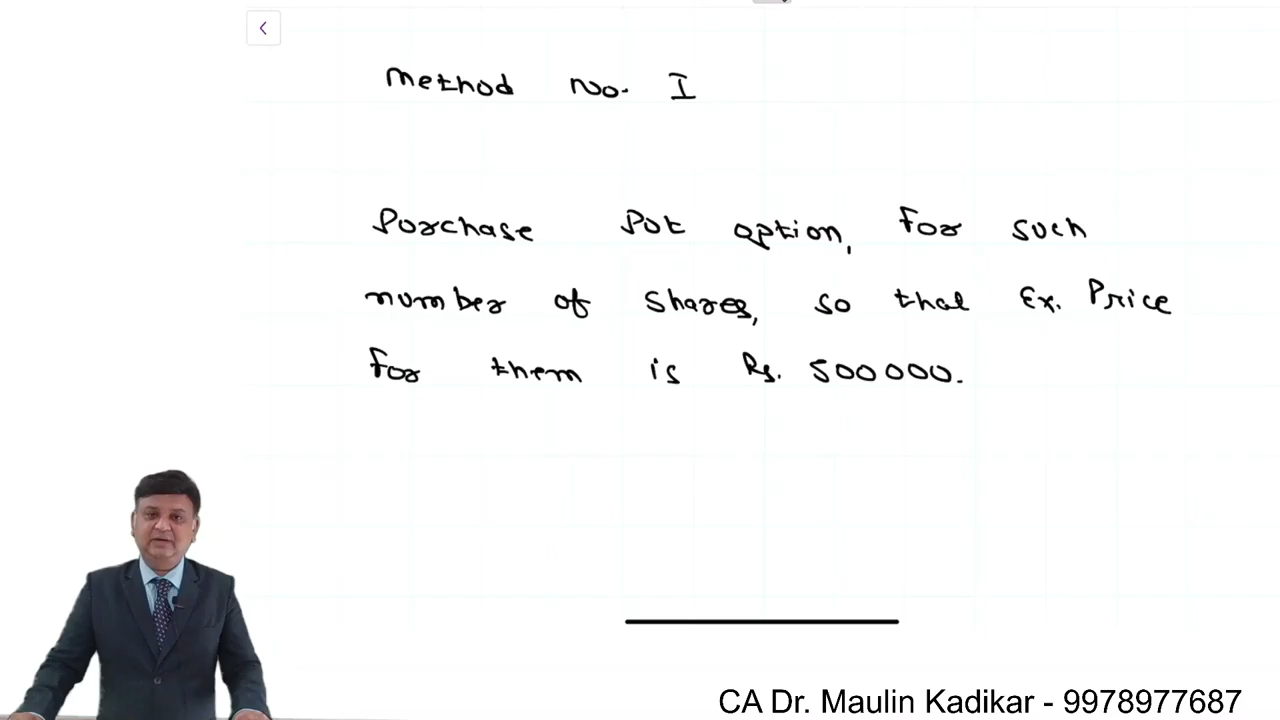 Method No. I
Purchase Put option, For such
number of Shares, so that Ex. Price
For them is Rs. 500000.
CA Dr. Maulin Kadikar - 9978977687